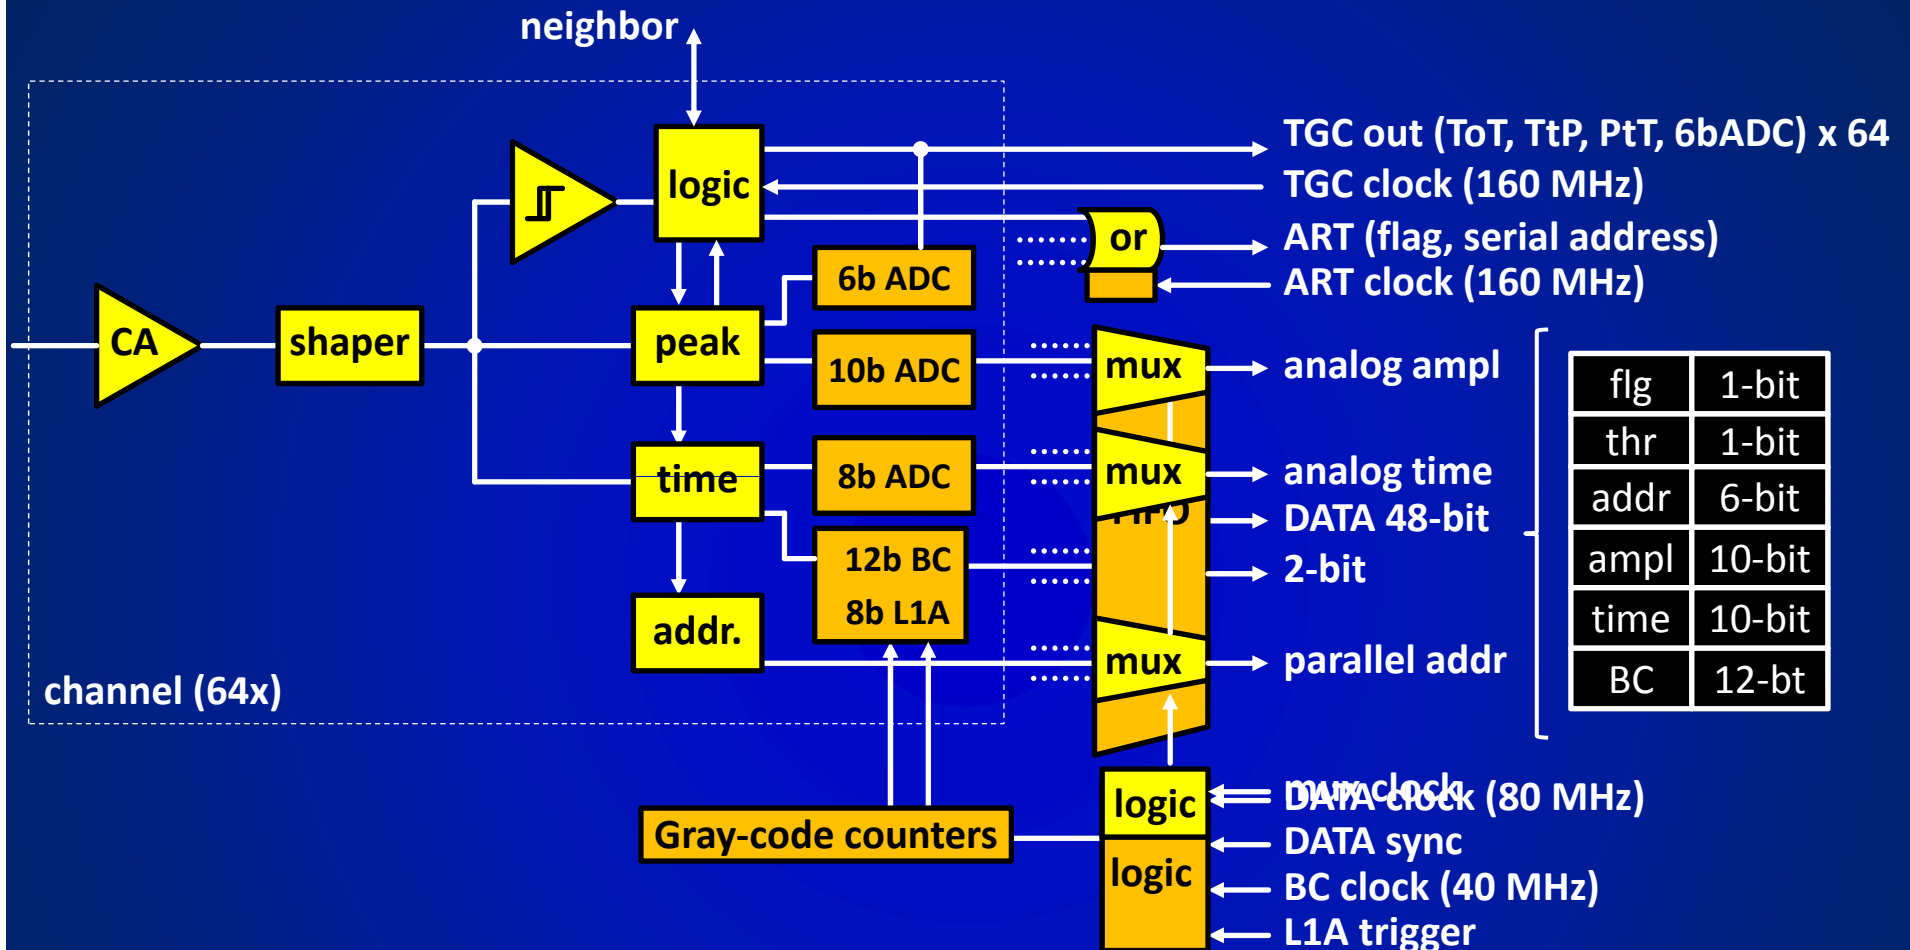 neighbor
TGC out (ToT, TtP, PtT, 6bADC) x 64
logic
TGC clock (160 MHz)
or
ART (flag, serial address)
6b ADC
ART clock (160 MHz)
CA
shaper
peak
10b ADC
mux
analog ampl
flg 1-bit
thr 1-bit
time
8b ADC
mux
analog time
addr 6-bit
DATA 48-bit
12b BC
2-bit
ampl 10-bit
8b L1A
time 10-bit
addr.
mux
parallel addr
BC 12-bt
channel (64x)
mux clock
DATA clock (80 MHz)
logic
Gray-code counters
DATA sync
logic
BC clock (40 MHz)
L1A trigger